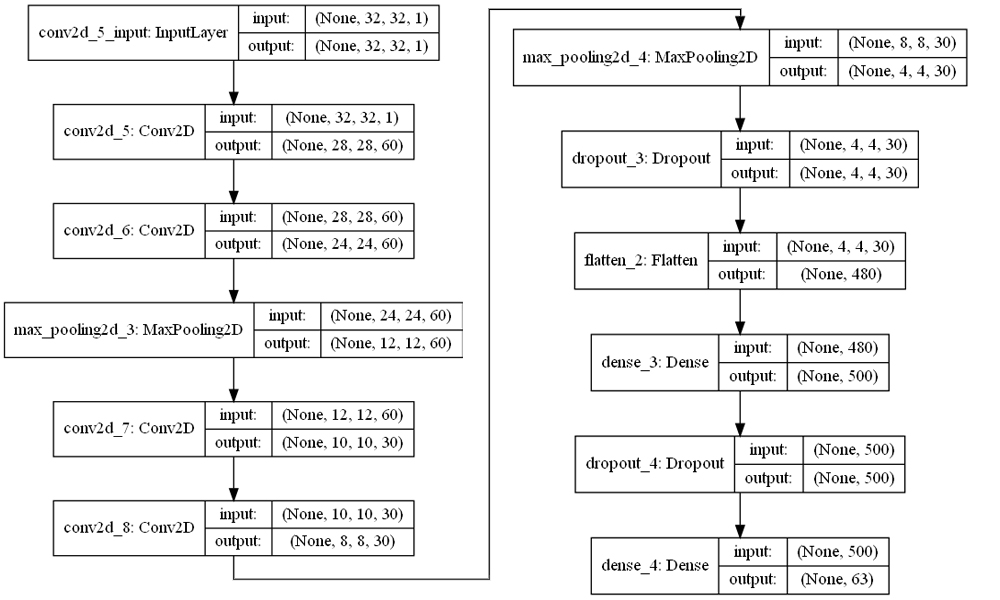 conv2d_5_input: InputLayer
input: (None, 32, 32, 1)
output: (None, 32, 32, 1)
conv2d_5: Conv2D
input: (None, 32, 32, 1)
output: (None, 28, 28, 60)
conv2d_6: Conv2D
input: (None, 28, 28, 60)
output: (None, 24, 24, 60)
max_pooling2d_3: MaxPooling2D
input: (None, 24, 24, 60)
output: (None, 12, 12, 60)
conv2d_7: Conv2D
input: (None, 12, 12, 60)
output: (None, 10, 10, 30)
conv2d_8: Conv2D
input: (None, 10, 10, 30)
output: (None, 8, 8, 30)
max_pooling2d_4: MaxPooling2D
input: (None, 8, 8, 30)
output: (None, 4, 4, 30)
dropout_3: Dropout
input: (None, 4, 4, 30)
output: (None, 4, 4, 30)
flatten_2: Flatten
input: (None, 4, 4, 30)
output: (None, 480)
dense_3: Dense
input: (None, 480)
output: (None, 500)
dropout_4: Dropout
input: (None, 500)
output: (None, 500)
dense_4: Dense
input: (None, 500)
output: (None, 63)